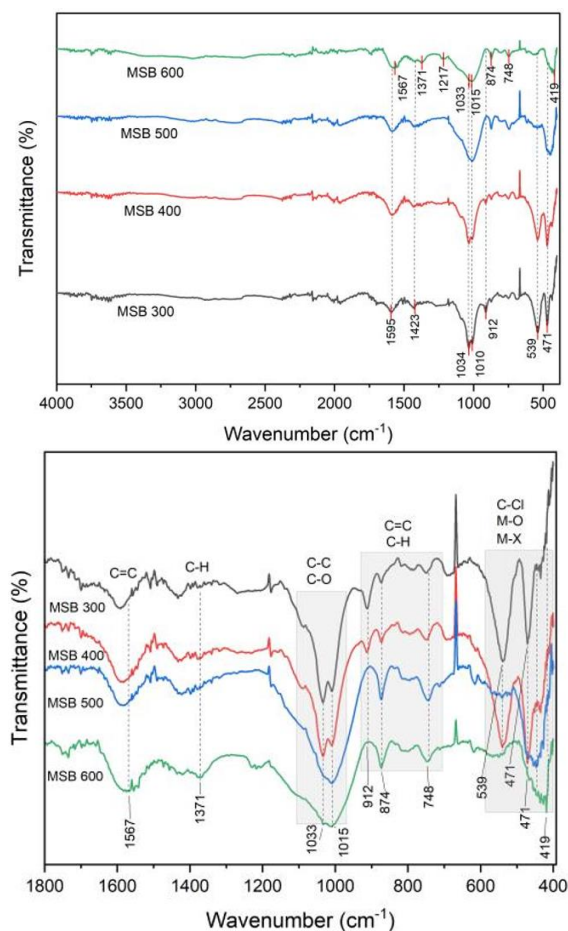 MSB 600
1567
1371
1217
1033
1015
874
748
419
MSB 500
MSB 400
MSB 300
1595
1423
1034
1010
912
539
471
Transmittance (%)
4000 3500 3000 2500 2000 1500 1000 500
Wavenumber (cm⁻¹)
C=C
C-H
C-C
C-O
C=C
C-H
C-Cl
M-O
M-X
MSB 300
MSB 400
MSB 500
MSB 600
1567
1371
1033
1015
912
874
748
539
471
471
419
Transmittance (%)
1800 1600 1400 1200 1000 800 600 400
Wavenumber (cm⁻¹)